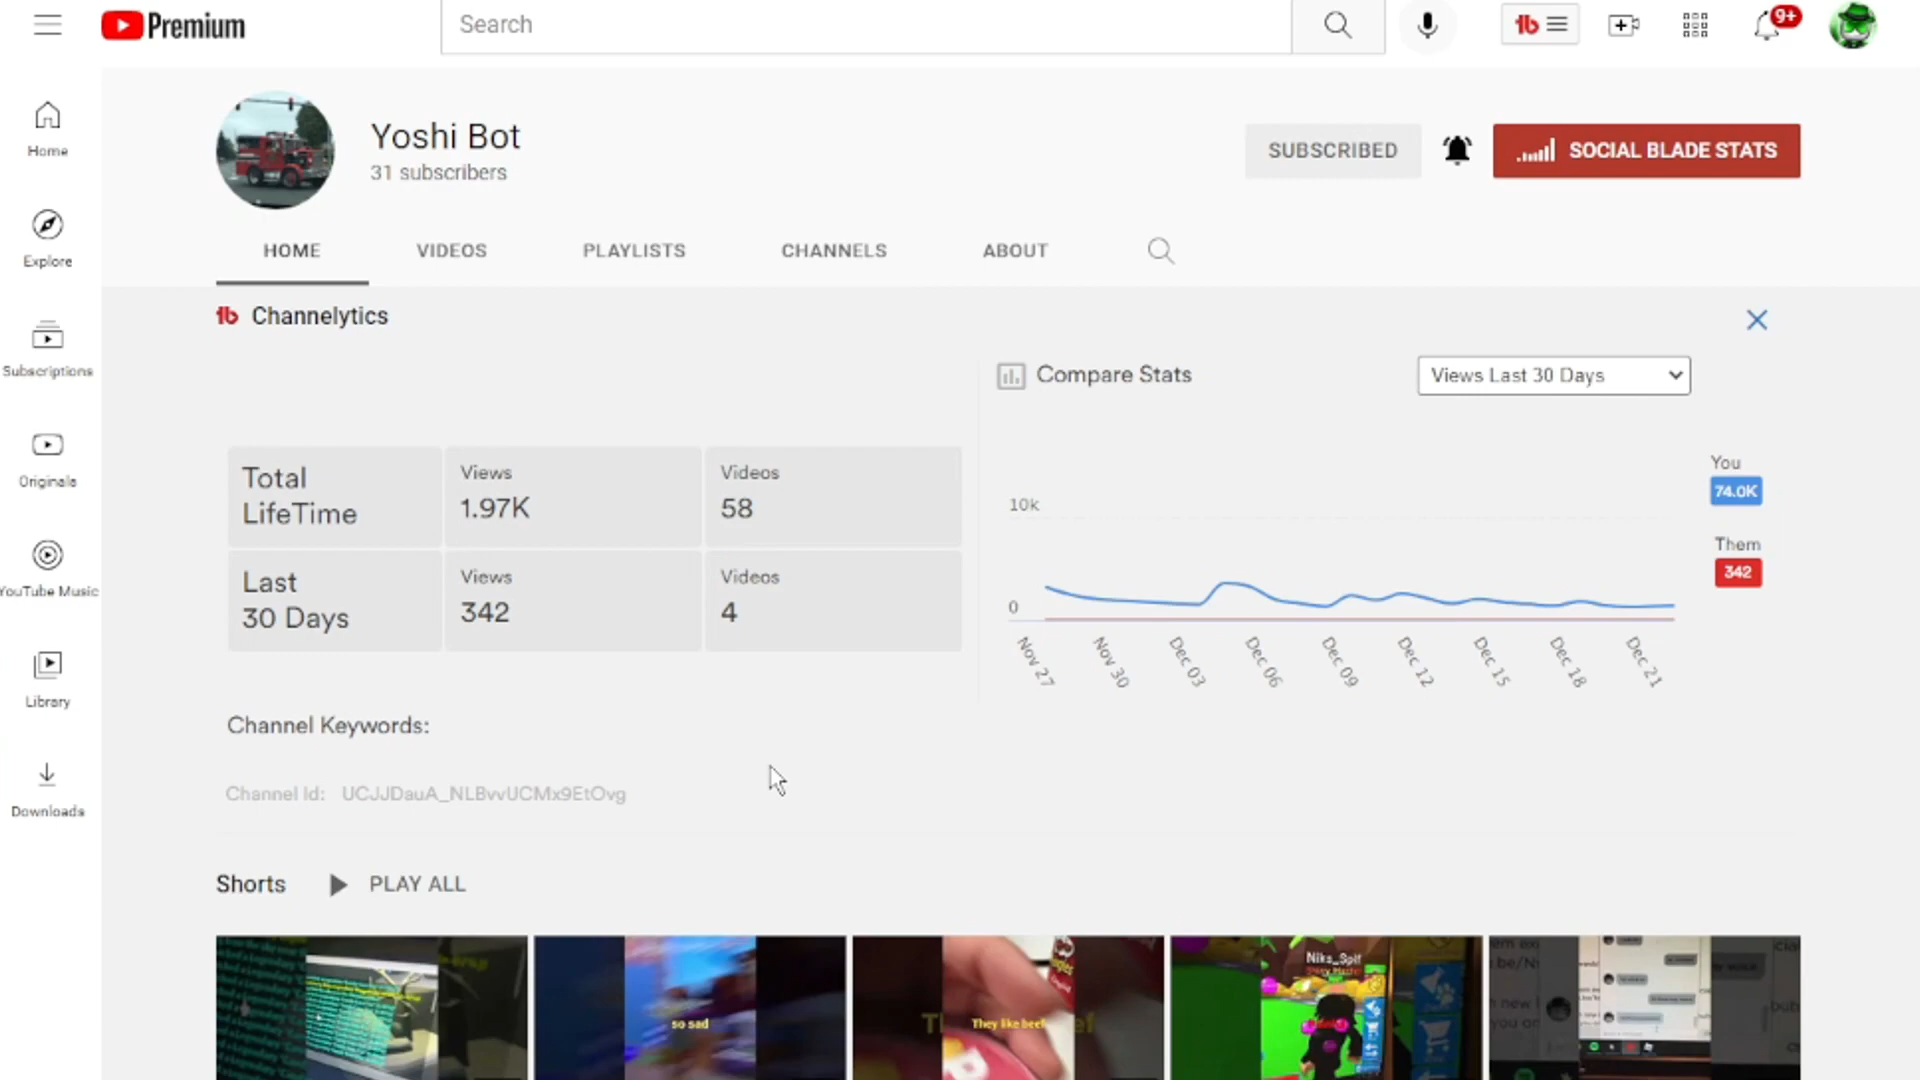 Premium
Search
9+
Home
Explore
Subscriptions
Originals
YouTube Music
Library
Downloads
Yoshi Bot
31 subscribers
SUBSCRIBED
SOCIAL BLADE STATS
HOME
VIDEOS
PLAYLISTS
CHANNELS
ABOUT
Channelytics
Compare Stats
Views Last 30 Days
Total
LifeTime
Views
1.97K
Videos
58
Last
30 Days
Views
342
Videos
4
10k
0
Nov 27
Nov 30
Dec 03
Dec 06
Dec 09
Dec 12
Dec 15
Dec 18
Dec 21
You
74.0K
Them
342
Channel Keywords:
Channel Id: UCJJDauA_NLBvvUCMx9EtOvg
Shorts
PLAY ALL
so sad
They like beef
Niks_Spif